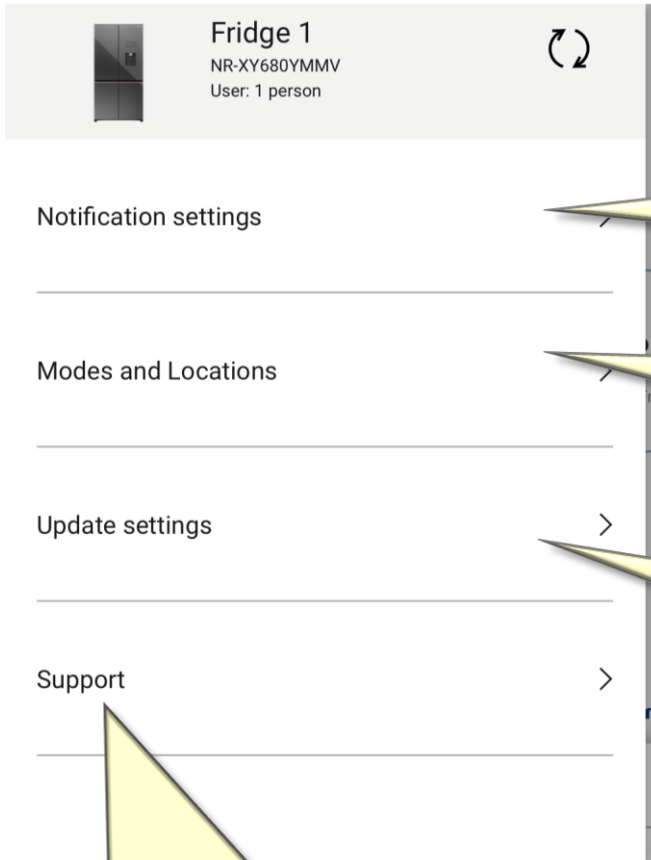 Fridge 1
NR-XY680YMMV
User: 1 person
Notification settings
Modes and Locations
Update settings
Support